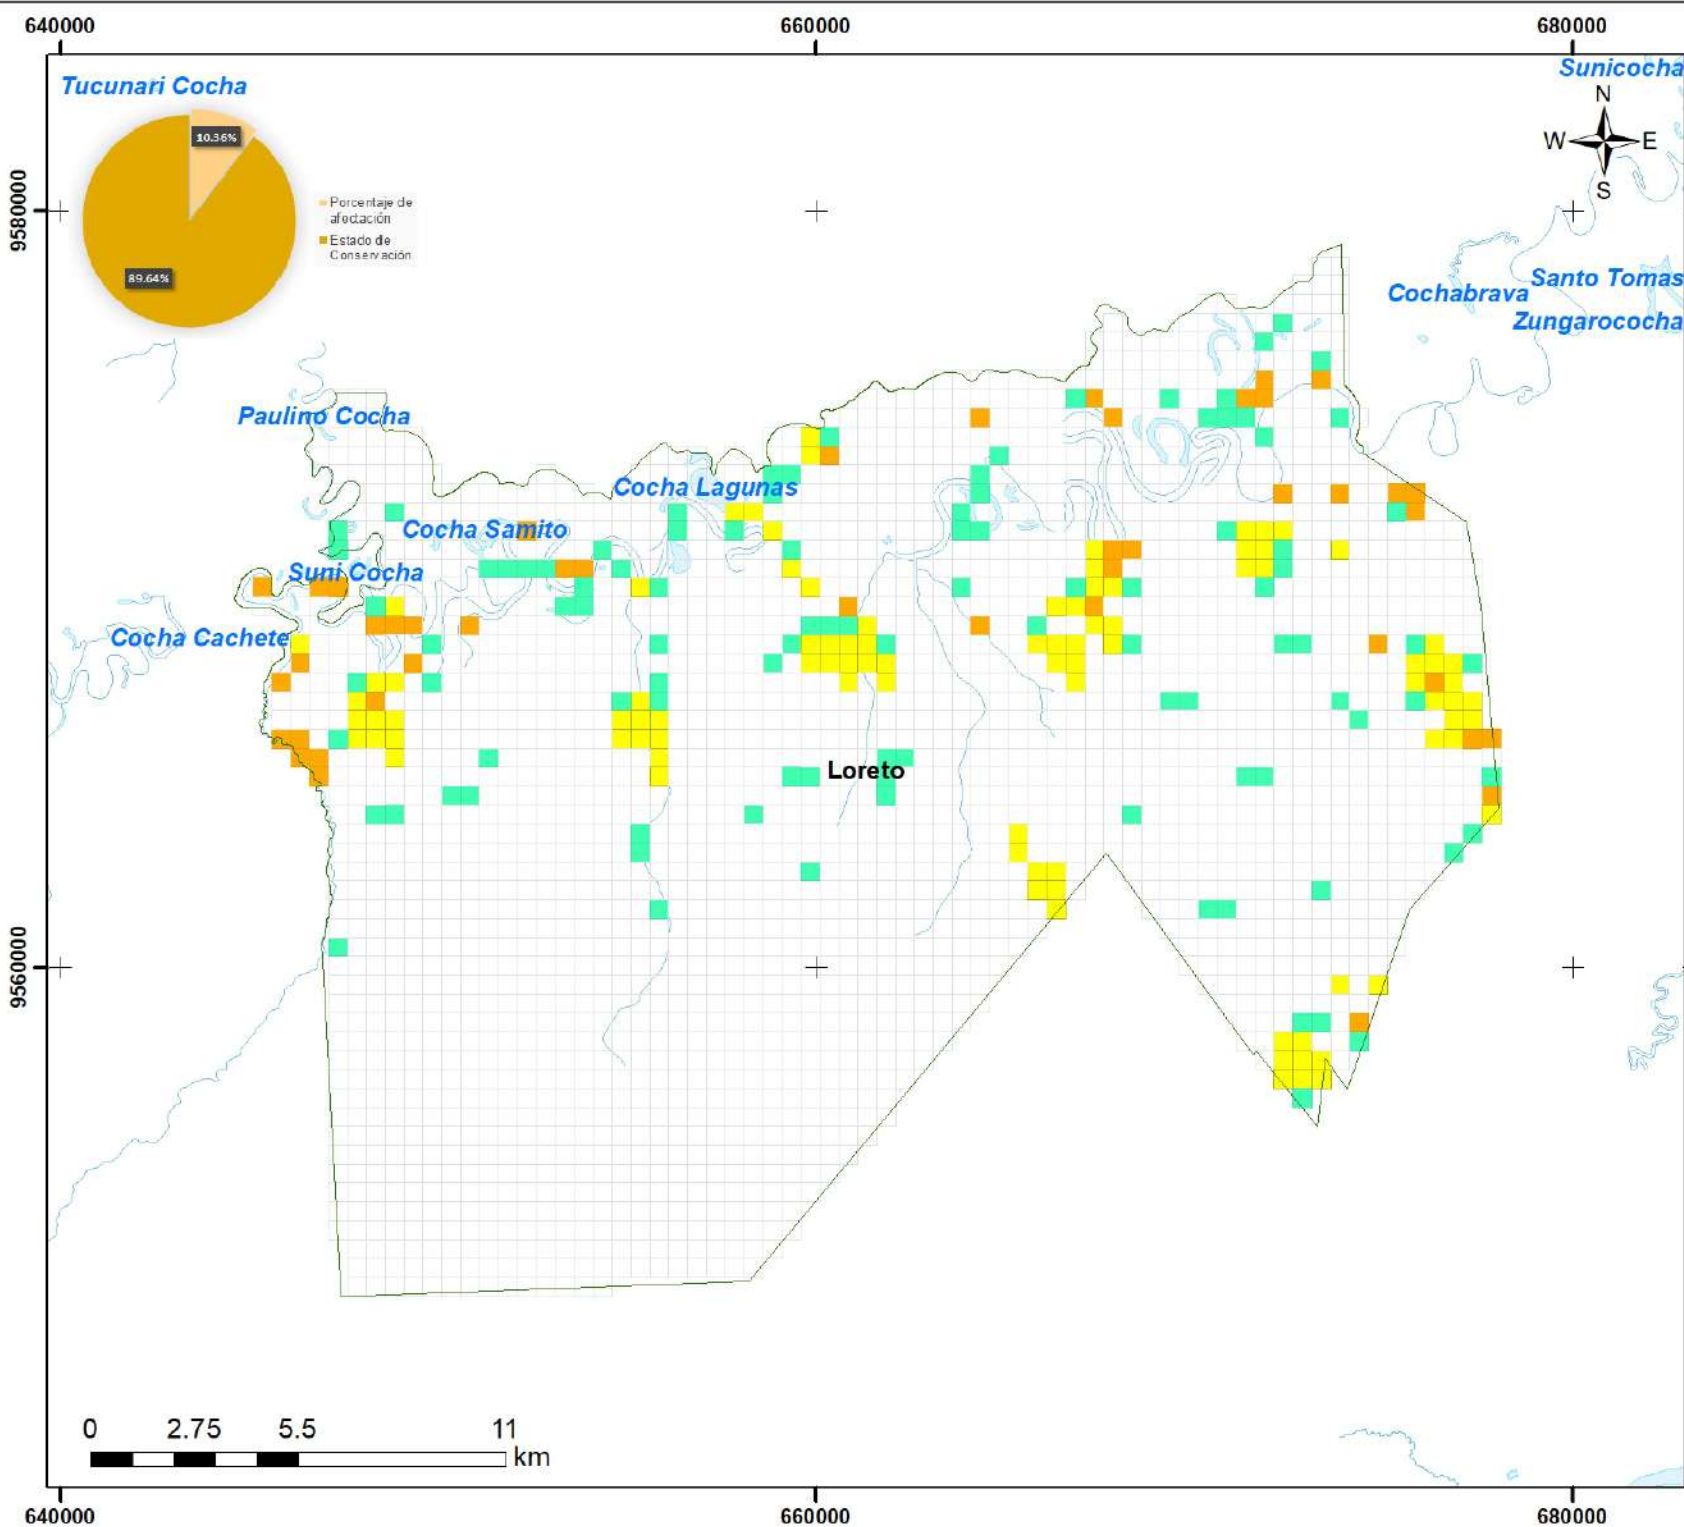 640000
660000
680000
Tucunari Cocha
Sunicocha
N
W
E
S
10.36%
9580000
Porcentaje de
afectación
Estado de
Conservación
89.64%
Santo Tomas
Cochabrava
Zungarococha
Paulino Cocha
Cocha Lagunas
Cocha Samito
Suni Cocha
Cocha Cachete
Loreto
9560000
0
2.75
5.5
11
km
640000
660000
680000